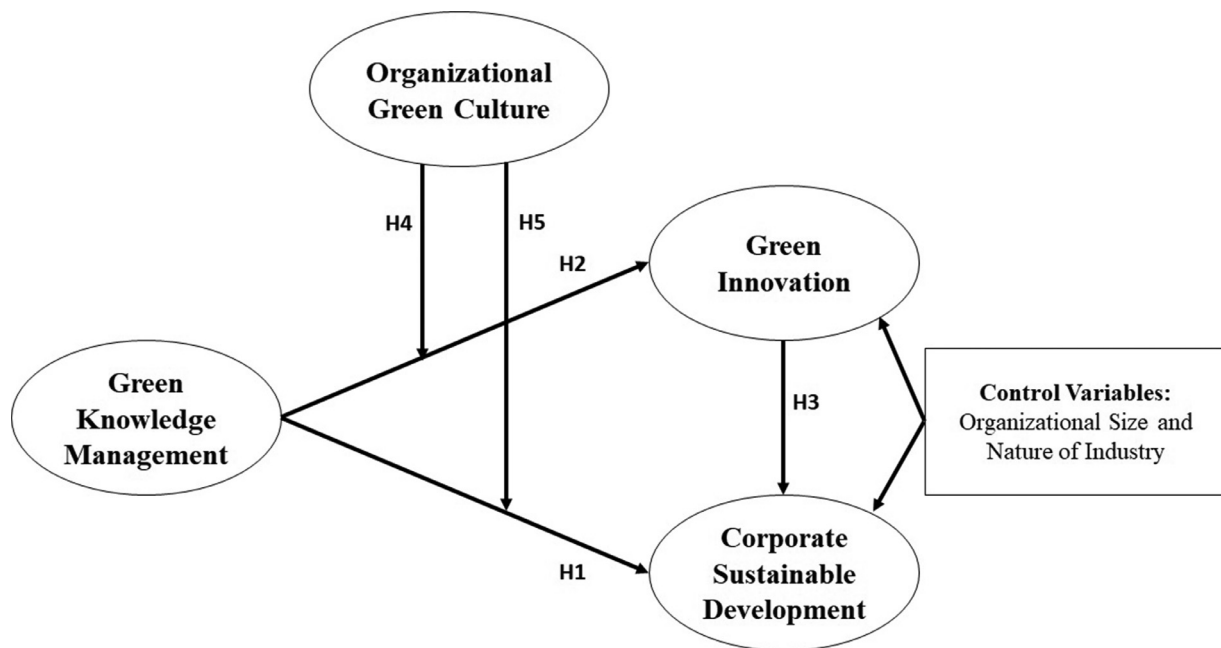 Organizational
Green Culture
H4
H5
H2
Green
Innovation
Green
Knowledge
Management
H3
Control Variables:
Organizational Size and
Nature of Industry
H1
Corporate
Sustainable
Development